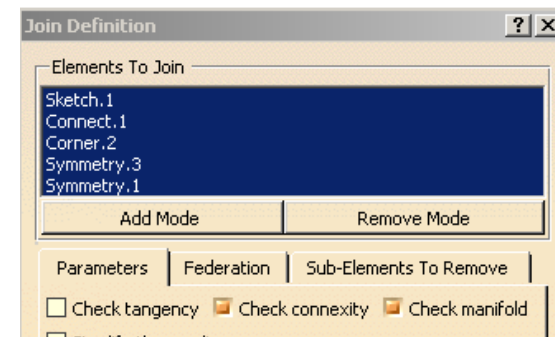 Join Definition
Elements To Join
Sketch.1
Connect.1
Corner.2
Symmetry.3
Symmetry.1
Add Mode Remove Mode
Parameters Federation Sub-Elements To Remove
Check tangency Check connexity Check manifold